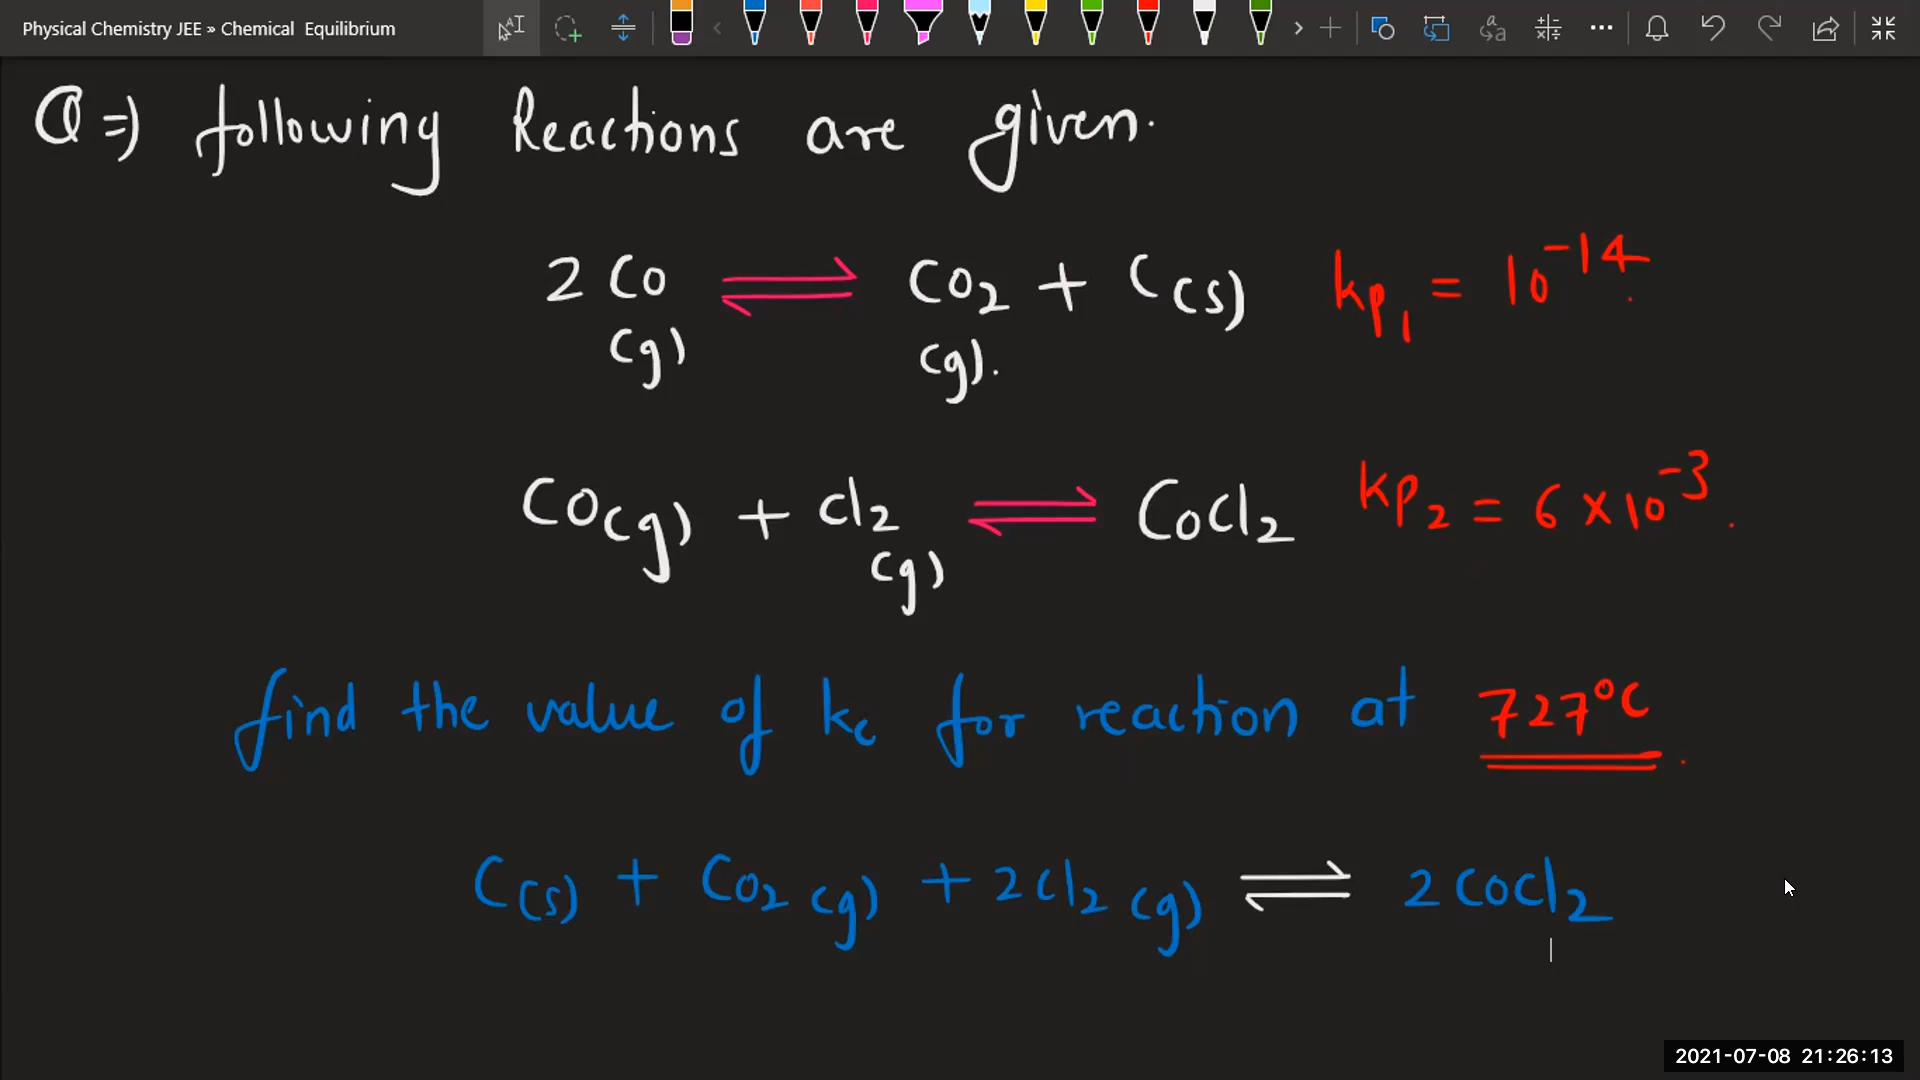 Physical Chemistry JEE » Chemical Equilibrium
Q ⇒ following Reactions are given.
2 CO (g) ⇌ CO₂ (g). + C(s) kp₁ = 10⁻¹⁴.
CO(g) + Cl₂ (g) ⇌ COCl₂ kp₂ = 6 × 10⁻³.
find the value of kc for reaction at 727°C.
C(s) + CO₂ (g) + 2Cl₂ (g) ⇌ 2COCl₂
2021-07-08 21:26:13